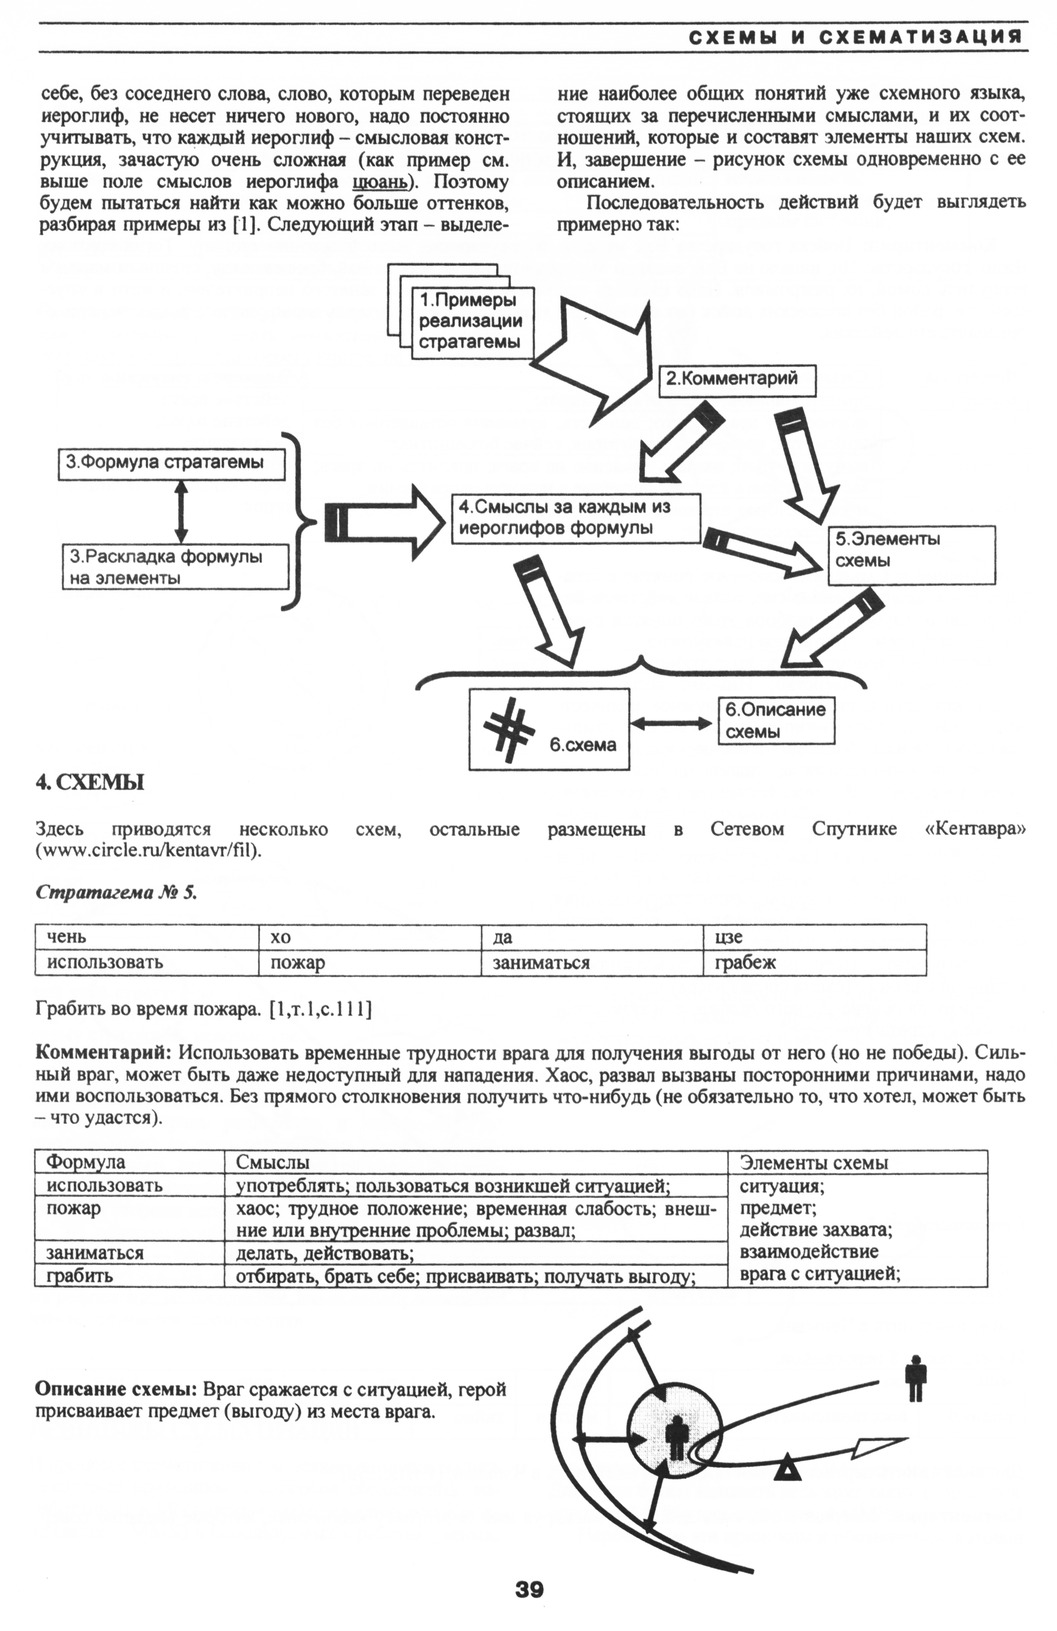 СХЕМЫ И СХЕМАТИЗАЦИЯ
себе, без соседнего слова, слово, которым переведен
иероглиф, не несет ничего нового, надо постоянно
учитывать, что каждый иероглиф – смысловая конст-
рукция, зачастую очень сложная (как пример см.
выше поле смыслов иероглифа цюань). Поэтому
будем пытаться найти как можно больше оттенков,
разбирая примеры из [1]. Следующий этап – выделе-
ние наиболее общих понятий уже схемного языка,
стоящих за перечисленными смыслами, и их соот-
ношений, которые и составят элементы наших схем.
И, завершение – рисунок схемы одновременно с ее
описанием.
Последовательность действий будет выглядеть
примерно так:
1.Примеры
реализации
стратагемы
2.Комментарий
3.Формула стратагемы
3.Раскладка формулы
на элементы
4.Смыслы за каждым из
иероглифов формулы
5.Элементы
схемы
6.схема
6.Описание
схемы
4. СХЕМЫ
Здесь приводятся несколько схем, остальные размещены в Сетевом Спутнике «Кентавра»
(www.circle.ru/kentavr/fil).
Стратагема № 5.
чень хо да цзе
использовать пожар заниматься грабеж
Грабить во время пожара. [1,т.1,с.111]
Комментарий: Использовать временные трудности врага для получения выгоды от него (но не победы). Силь-
ный враг, может быть даже недоступный для нападения. Хаос, развал вызваны посторонними причинами, надо
ими воспользоваться. Без прямого столкновения получить что-нибудь (не обязательно то, что хотел, может быть
– что удастся).
Формула Смыслы Элементы схемы
использовать употреблять; пользоваться возникшей ситуацией; ситуация;
пожар хаос; трудное положение; временная слабость; внеш- предмет;
ние или внутренние проблемы; развал; действие захвата;
заниматься делать, действовать; взаимодействие
грабить отбирать, брать себе; присваивать; получать выгоду; врага с ситуацией;
Описание схемы: Враг сражается с ситуацией, герой
присваивает предмет (выгоду) из места врага.
39